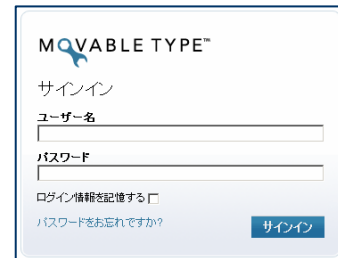 MOVABLE TYPE™
サインイン
ユーザー名
パスワード
ログイン情報を記憶する
パスワードをお忘れですか?
サインイン